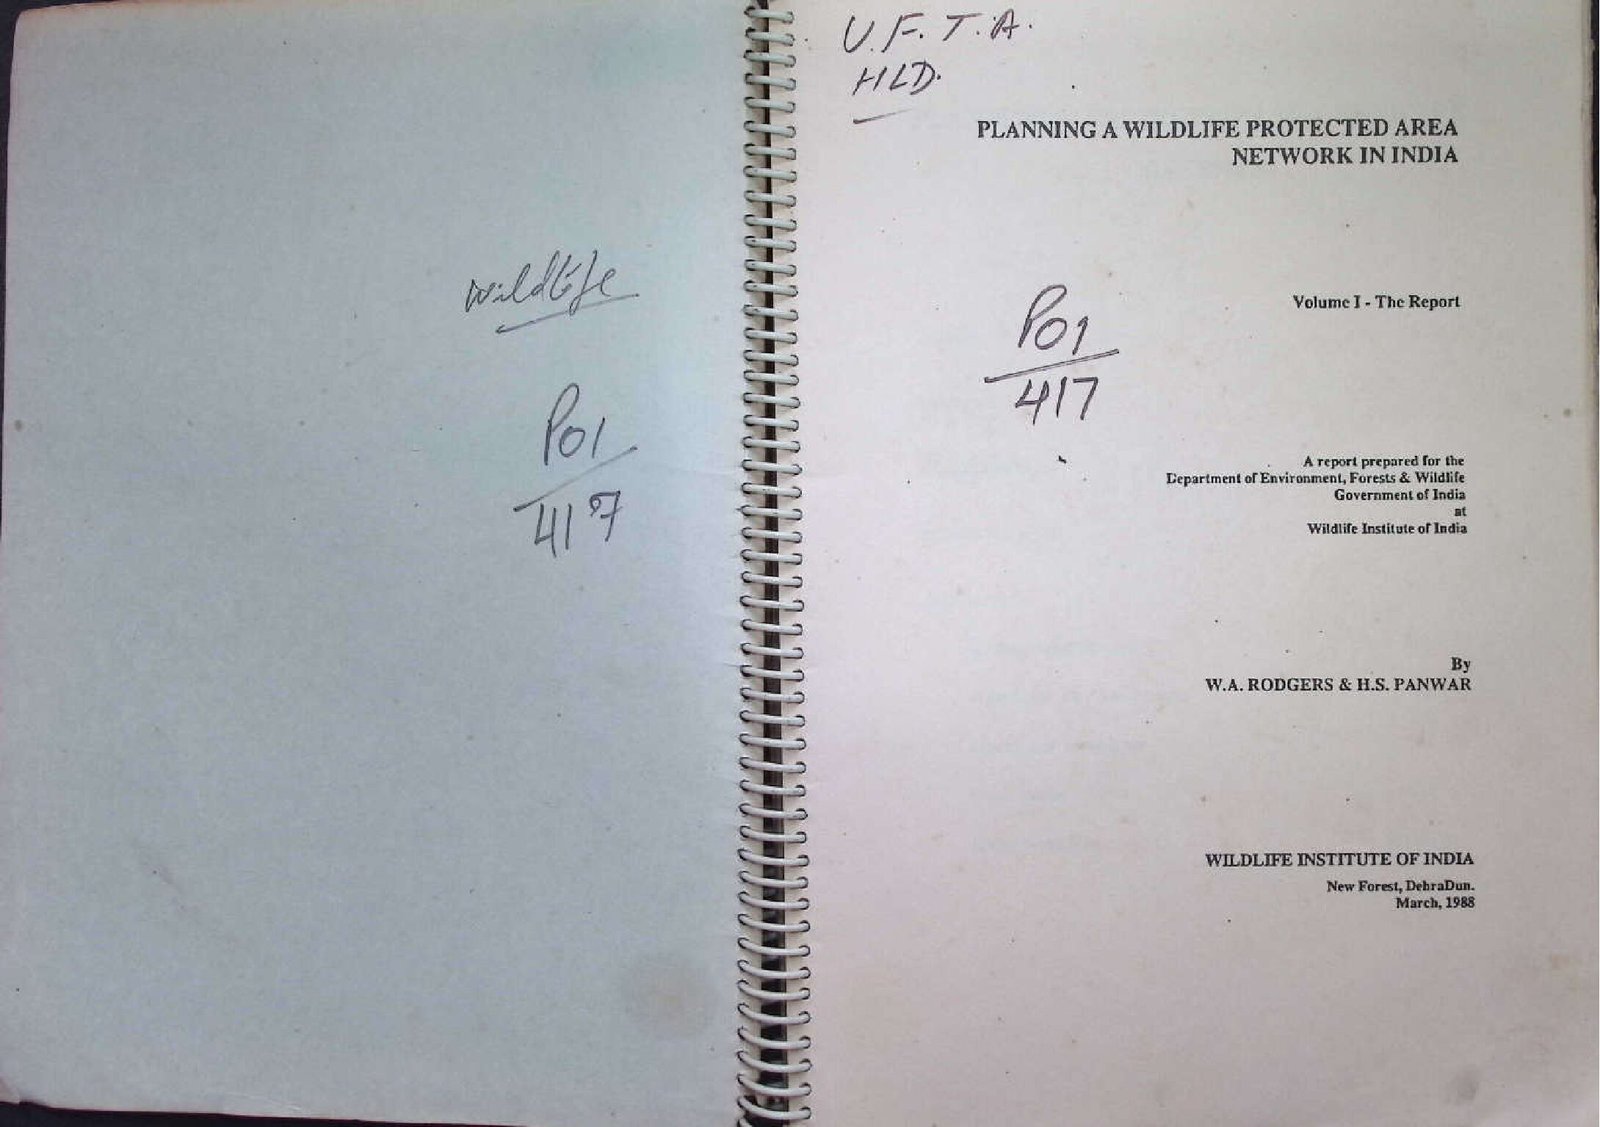 Wildlife
P01
417
U.F.T.A.
HLD.
PLANNING A WILDLIFE PROTECTED AREA
NETWORK IN INDIA
Volume I - The Report
P01
417
A report prepared for the
Department of Environment, Forests & Wildlife
Government of India
at
Wildlife Institute of India
By
W.A. RODGERS & H.S. PANWAR
WILDLIFE INSTITUTE OF INDIA
New Forest, DehraDun.
March, 1988